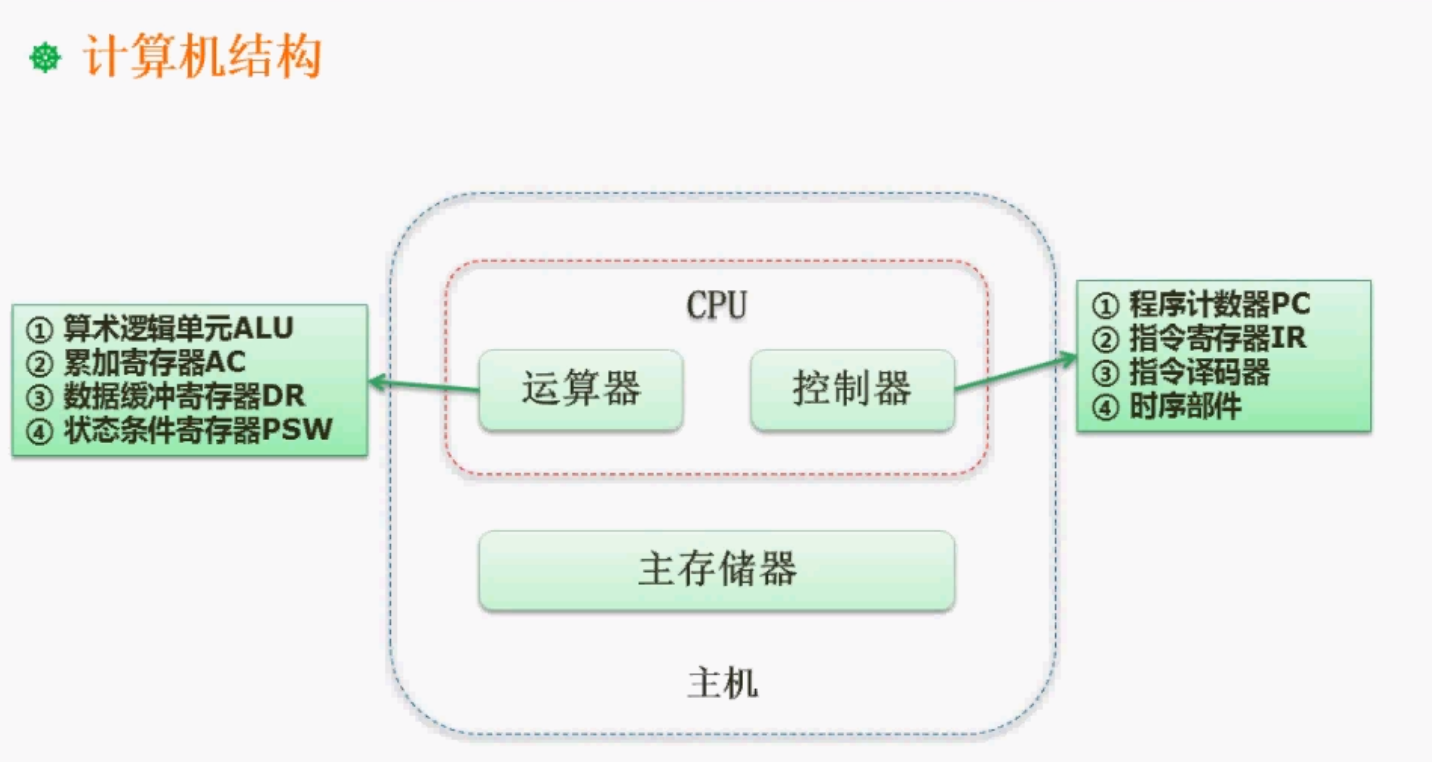 计算机结构
CPU
① 算术逻辑单元ALU
② 累加寄存器AC
③ 数据缓冲寄存器DR
④ 状态条件寄存器PSW
运算器
控制器
① 程序计数器PC
② 指令寄存器IR
③ 指令译码器
④ 时序部件
主存储器
主机